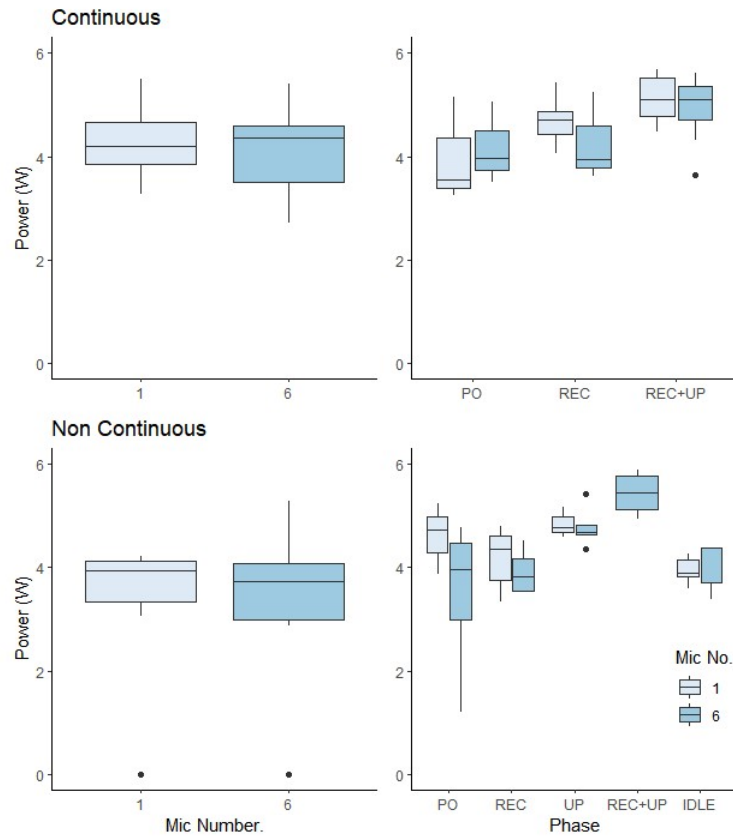 Continuous
6
4
2
0
Power (W)
1
6
6
4
2
0
PO
REC
REC+UP
Non Continuous
6
4
2
0
Power (W)
1
6
Mic Number.
6
4
2
0
Mic No.
1
6
PO
REC
UP
REC+UP
IDLE
Phase